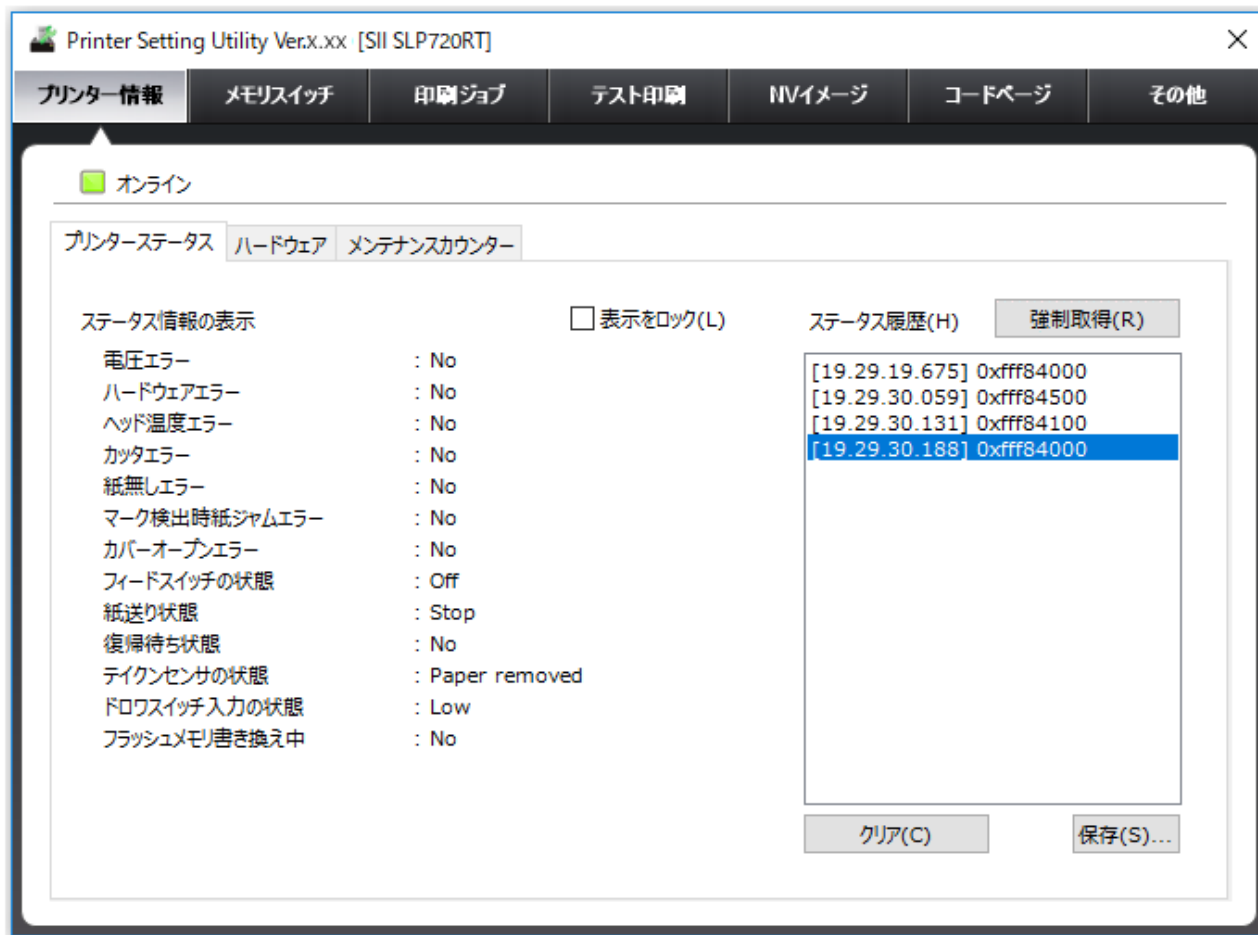 Printer Setting Utility Ver.x.xx [SII SLP720RT]
プリンター情報 メモリスイッチ 印刷ジョブ テスト印刷 NVイメージ コードページ その他
オンライン
プリンターステータス ハードウェア メンテナンスカウンター
ステータス情報の表示 表示をロック(L) ステータス履歴(H) 強制取得(R)
電圧エラー : No
ハードウェアエラー : No
ヘッド温度エラー : No
カッタエラー : No
紙無しエラー : No
マーク検出時紙ジャムエラー : No
カバーオープンエラー : No
フィードスイッチの状態 : Off
紙送り状態 : Stop
復帰待ち状態 : No
テイクンセンサの状態 : Paper removed
ドロワスイッチ入力の状態 : Low
フラッシュメモリ書き換え中 : No
[19.29.19.675] 0xfff84000
[19.29.30.059] 0xfff84500
[19.29.30.131] 0xfff84100
[19.29.30.188] 0xfff84000
クリア(C) 保存(S)...